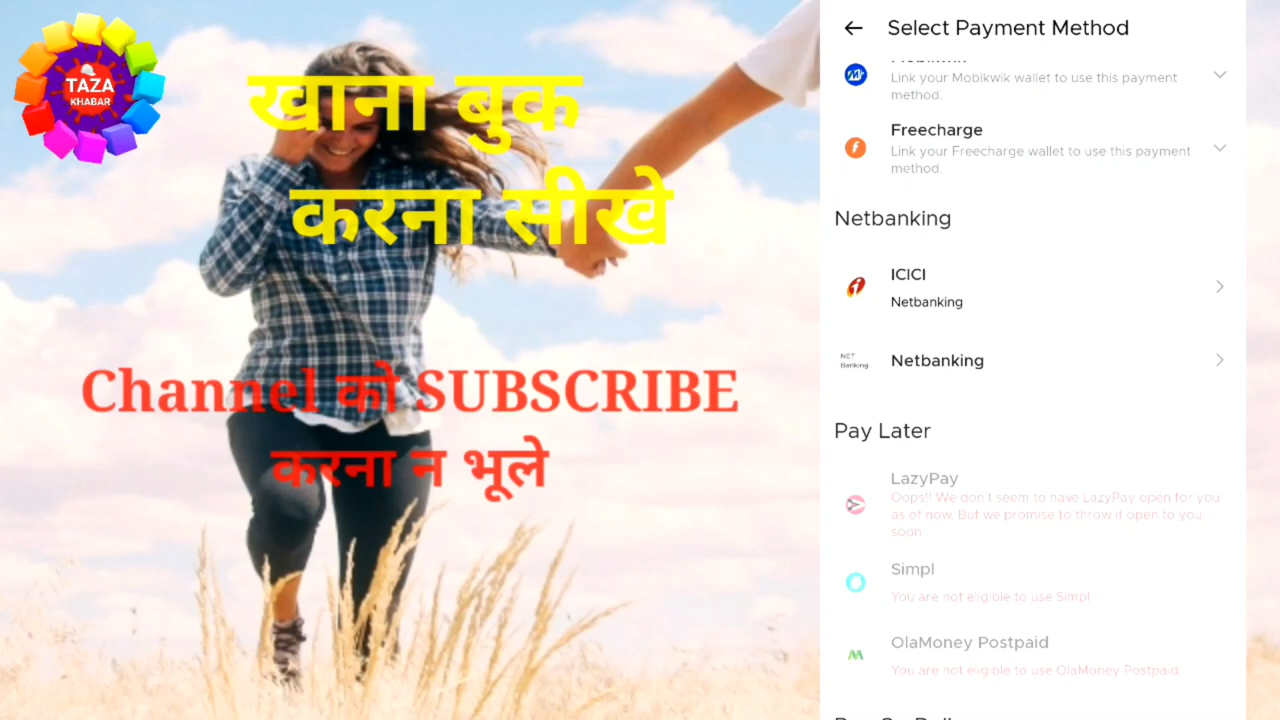 TAZA
KHABAR
खाना बुक
करना सीखे
Channel को SUBSCRIBE
करना न भूले
Select Payment Method
Link your Mobikwik wallet to use this payment
method.
Freecharge
Link your Freecharge wallet to use this payment
method.
Netbanking
ICICI
Netbanking
NET
Banking
Netbanking
Pay Later
LazyPay
Oops!! We don't seem to have LazyPay open for you
as of now. But we promise to throw it open to you
soon
Simpl
You are not eligible to use Simpl
OlaMoney Postpaid
You are not eligible to use OlaMoney Postpaid